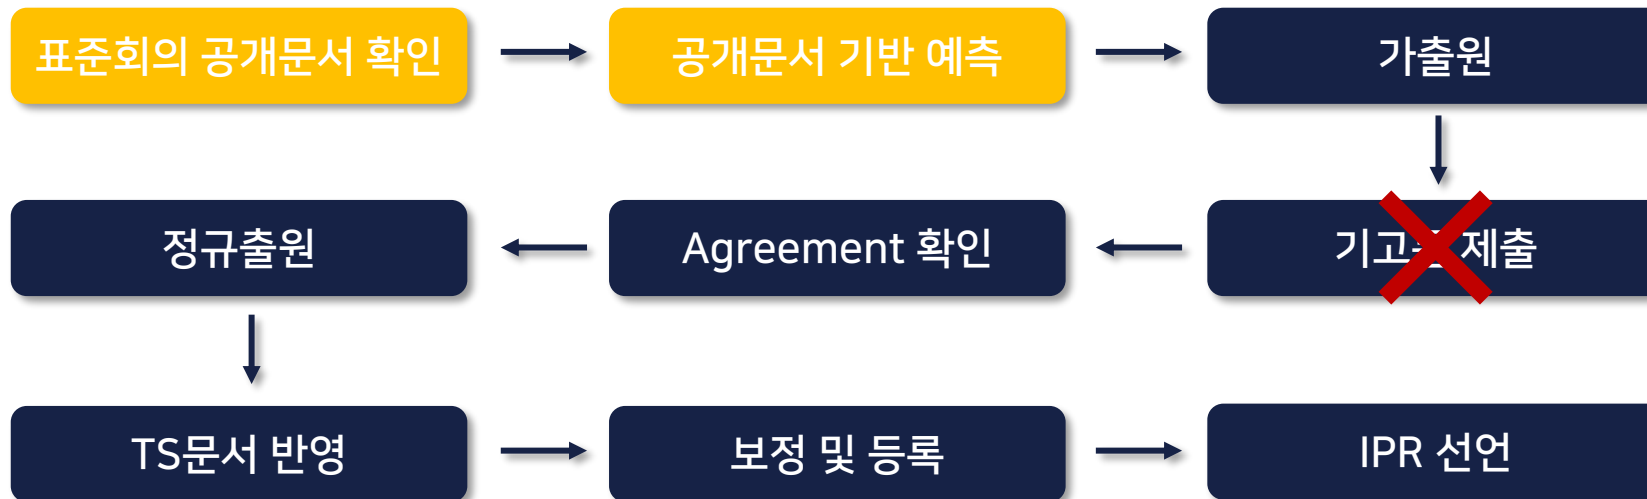 표준회의 공개문서 확인
공개문서 기반 예측
가출원
기고 제출
Agreement 확인
정규출원
TS문서 반영
보정 및 등록
IPR 선언